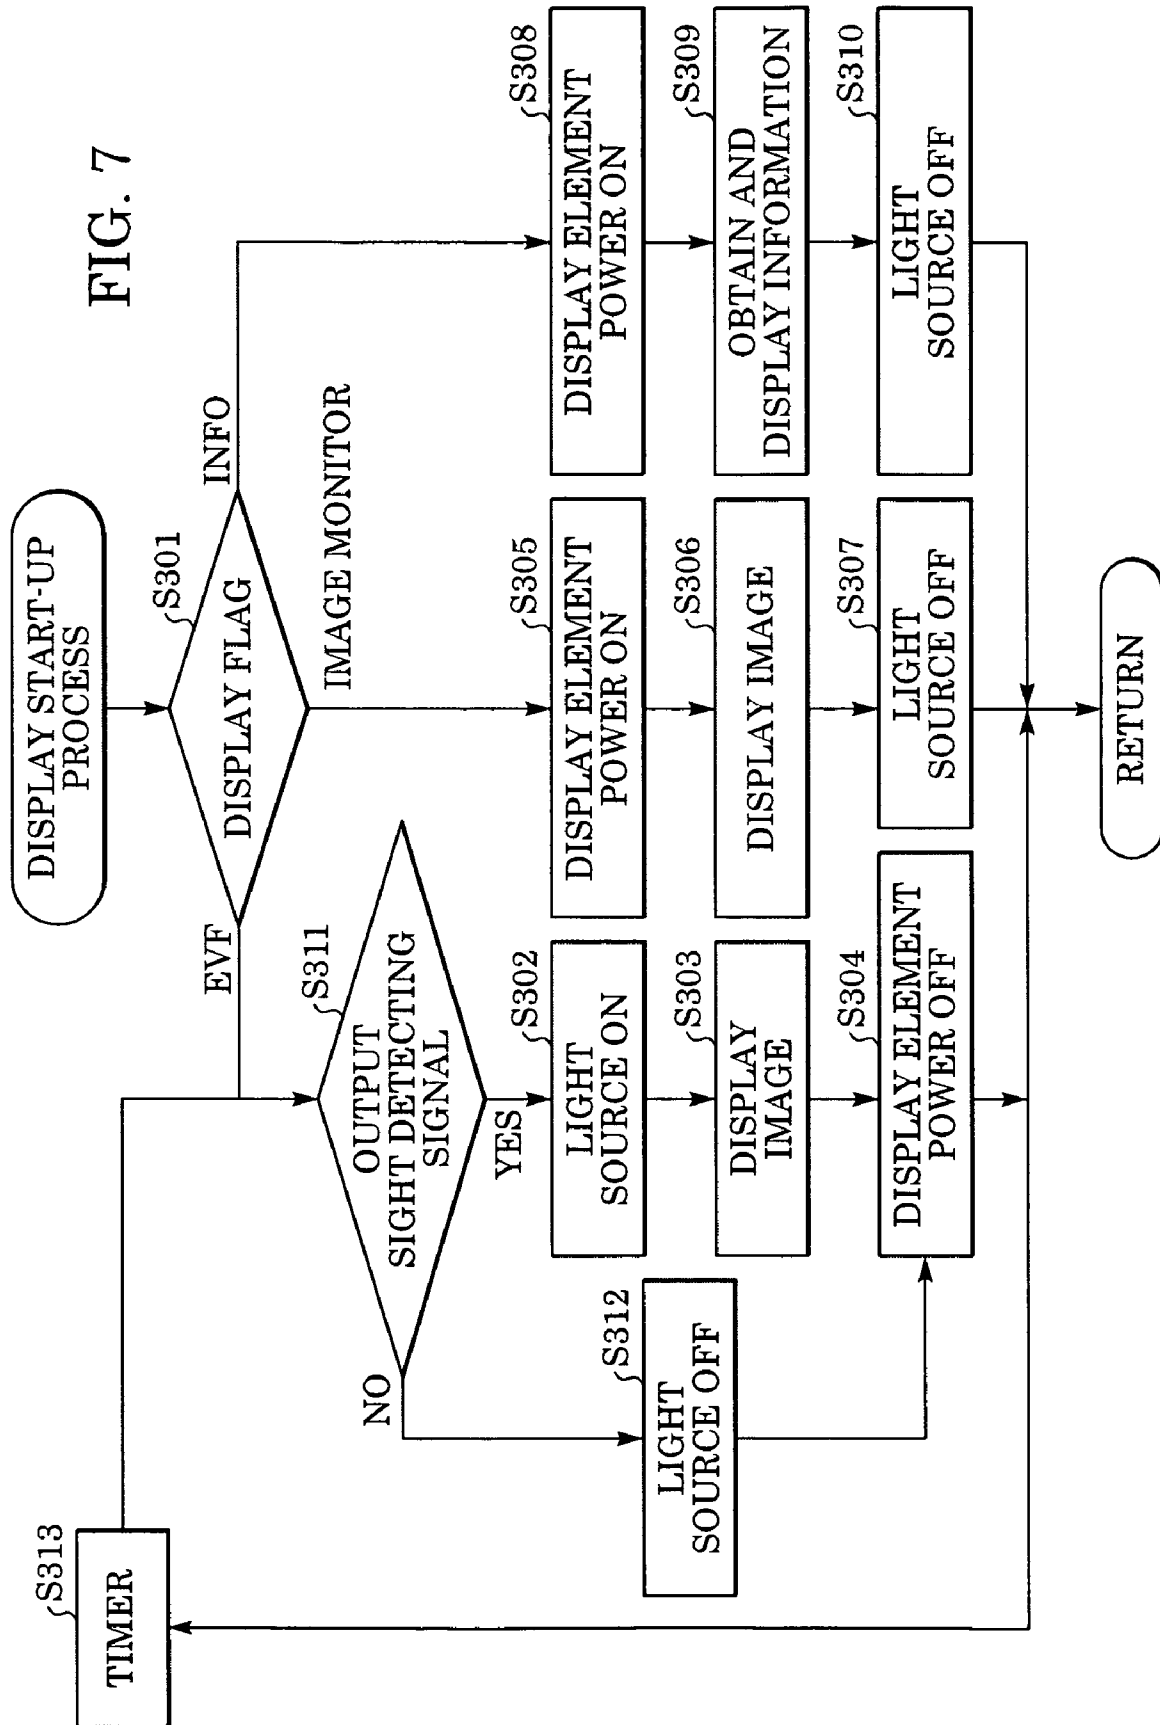 FIG. 7
DISPLAY START-UP
PROCESS
S301
DISPLAY FLAG
EVF
INFO
IMAGE MONITOR
S313
TIMER
S311
OUTPUT
SIGHT DETECTING
SIGNAL
NO
YES
S312
LIGHT
SOURCE OFF
S302
LIGHT
SOURCE ON
S303
DISPLAY
IMAGE
S304
DISPLAY ELEMENT
POWER OFF
S305
DISPLAY ELEMENT
POWER ON
S306
DISPLAY IMAGE
S307
LIGHT
SOURCE OFF
S308
DISPLAY ELEMENT
POWER ON
S309
OBTAIN AND
DISPLAY INFORMATION
S310
LIGHT
SOURCE OFF
RETURN